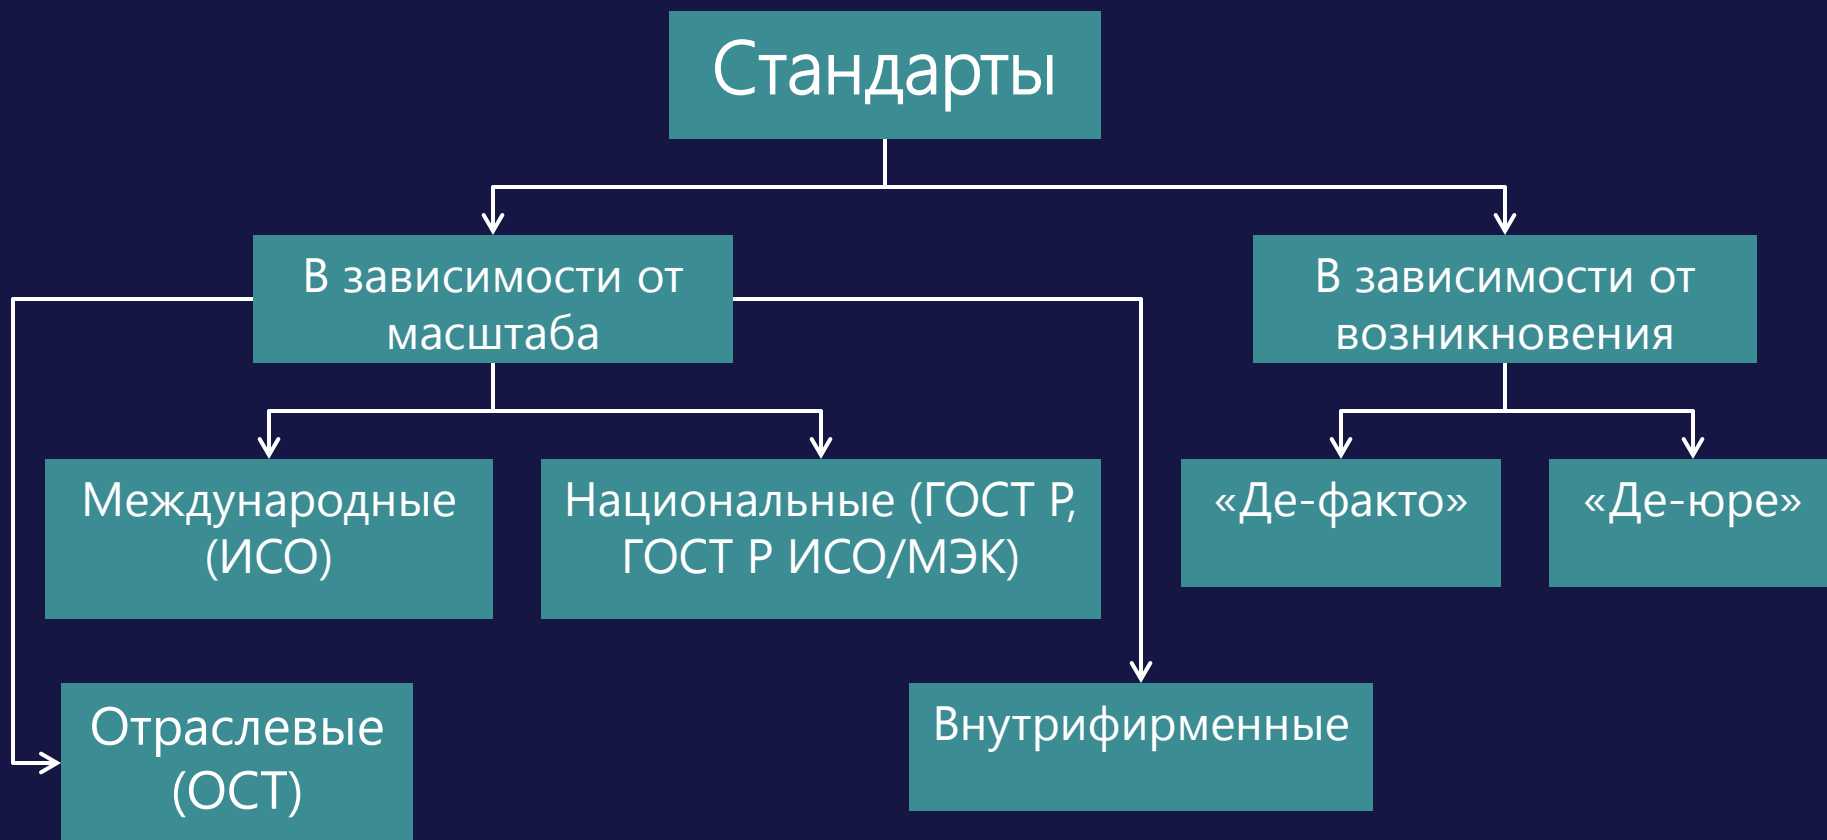 Стандарты
В зависимости от
масштаба
В зависимости от
возникновения
Международные
(ИСО)
Национальные (ГОСТ Р,
ГОСТ Р ИСО/МЭК)
«Де-факто»
«Де-юре»
Отраслевые
(ОСТ)
Внутрифирменные